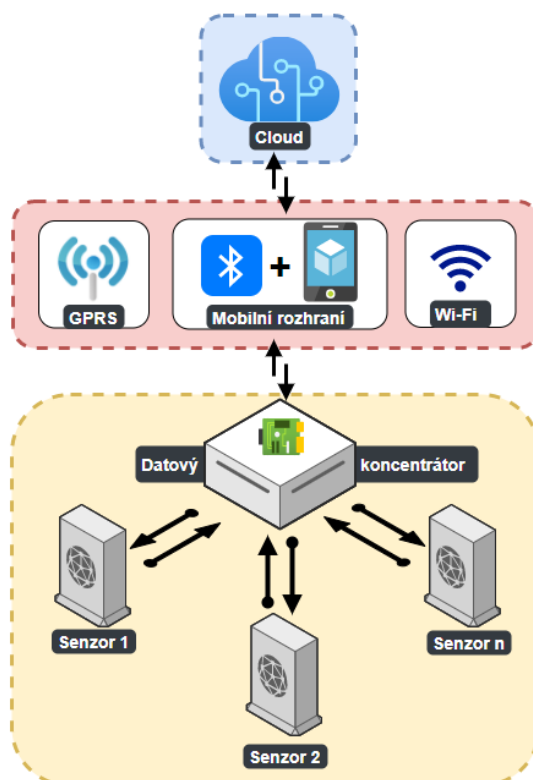 Cloud
GPRS
Mobilní rozhraní
Wi-Fi
Datový koncentrátor
Senzor 1
Senzor n
Senzor 2